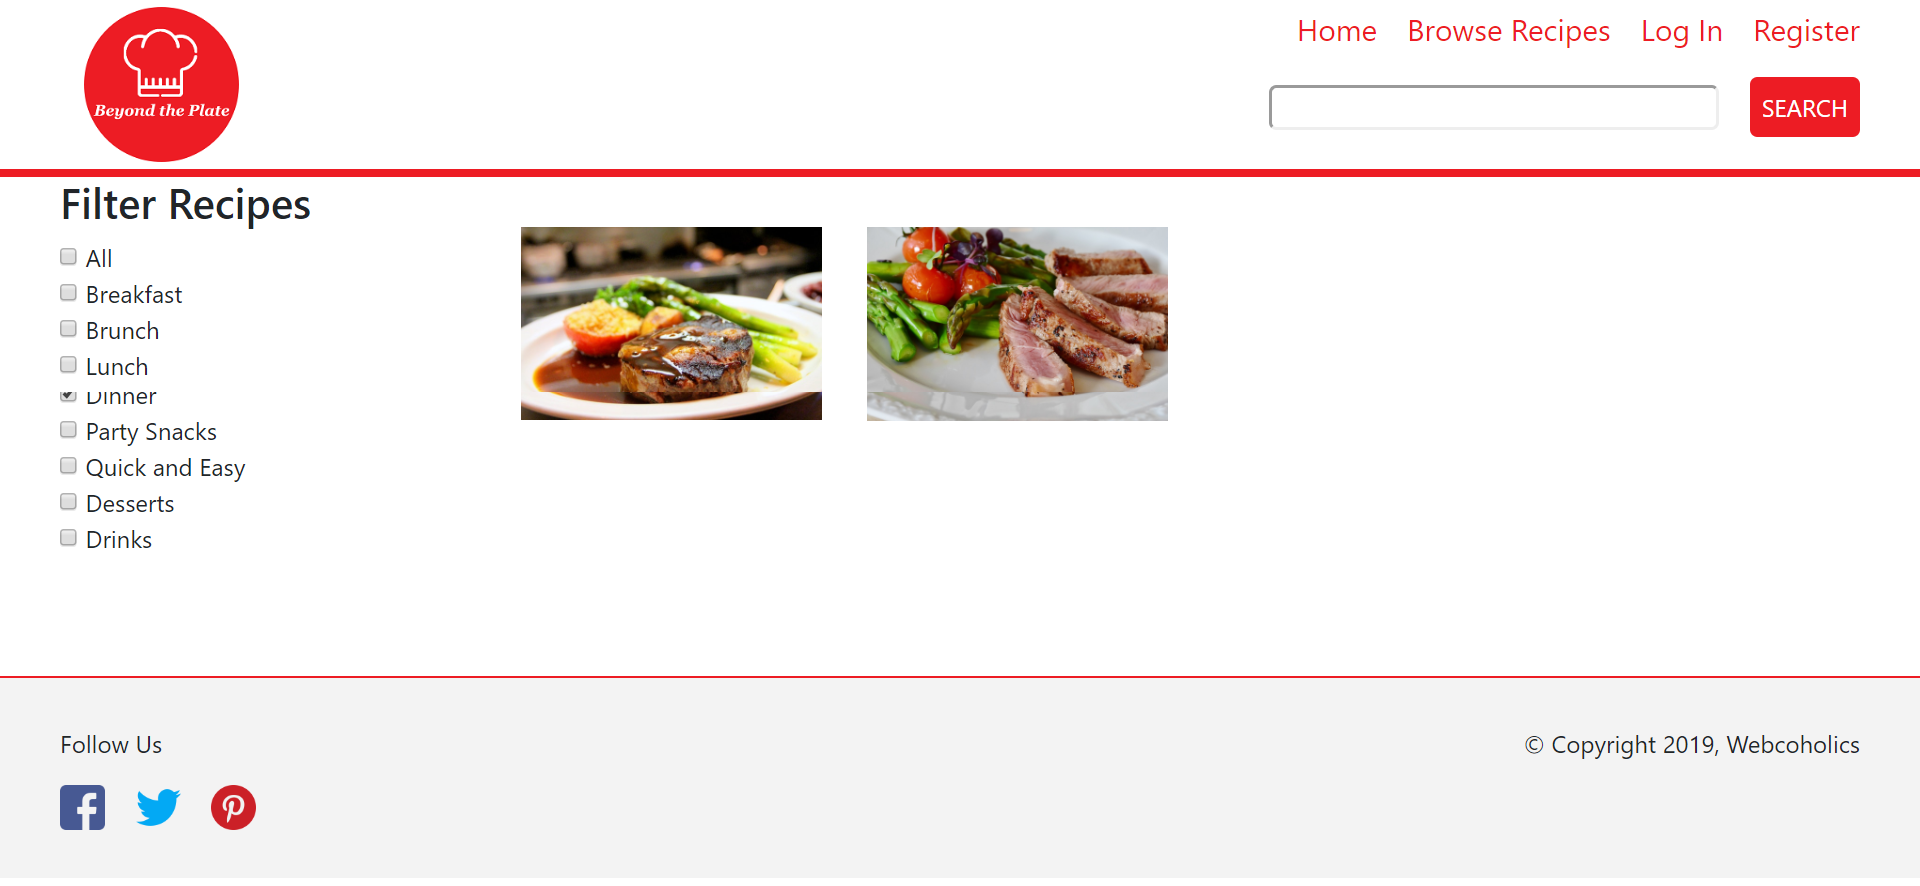 Beyond the Plate
Home Browse Recipes Log In Register
SEARCH
Filter Recipes
All
Breakfast
Brunch
Lunch
Dinner
Party Snacks
Quick and Easy
Desserts
Drinks
Follow Us
© Copyright 2019, Webcoholics